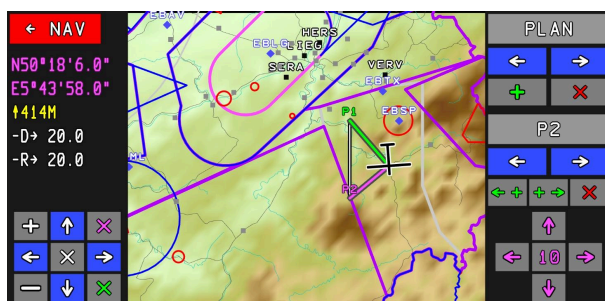 ← NAV
N50°18'6.0"
E5°43'58.0"
↑414M
-D→ 20.0
-R→ 20.0
EBAV
HERS
EBLG
LIEG
SERA
VERV
EBTX
P1
EBSP
ML
P2
PLAN
P2
10